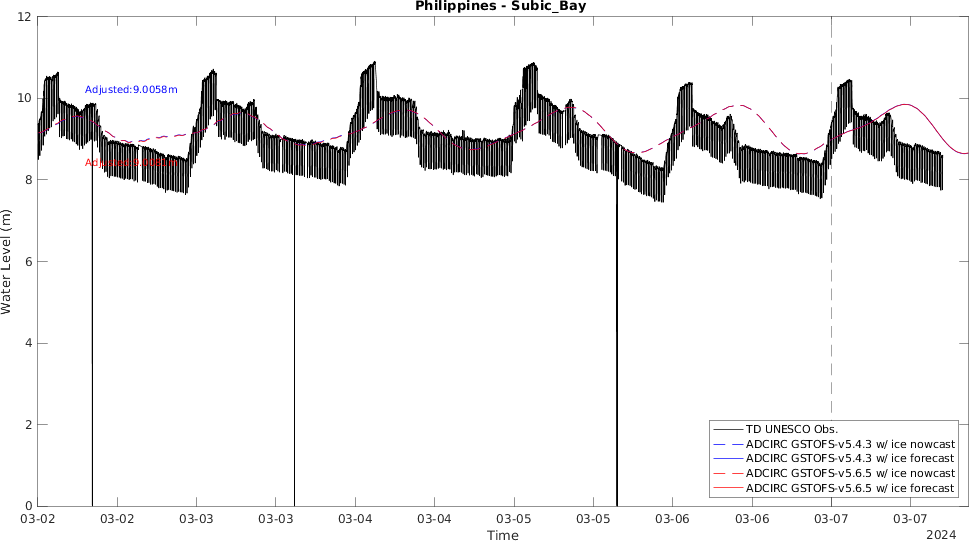 Philippines - Subic_Bay
Water Level (m)
12
10
8
6
4
2
0
Adjusted:9.0058m
03-02
03-02
03-03
03-03
03-04
03-04
03-05
03-05
03-06
03-06
03-07
03-07
Time
2024
TD UNESCO Obs.
ADCIRC GSTOFS-v5.4.3 w/ ice nowcast
ADCIRC GSTOFS-v5.4.3 w/ ice forecast
ADCIRC GSTOFS-v5.6.5 w/ ice nowcast
ADCIRC GSTOFS-v5.6.5 w/ ice forecast